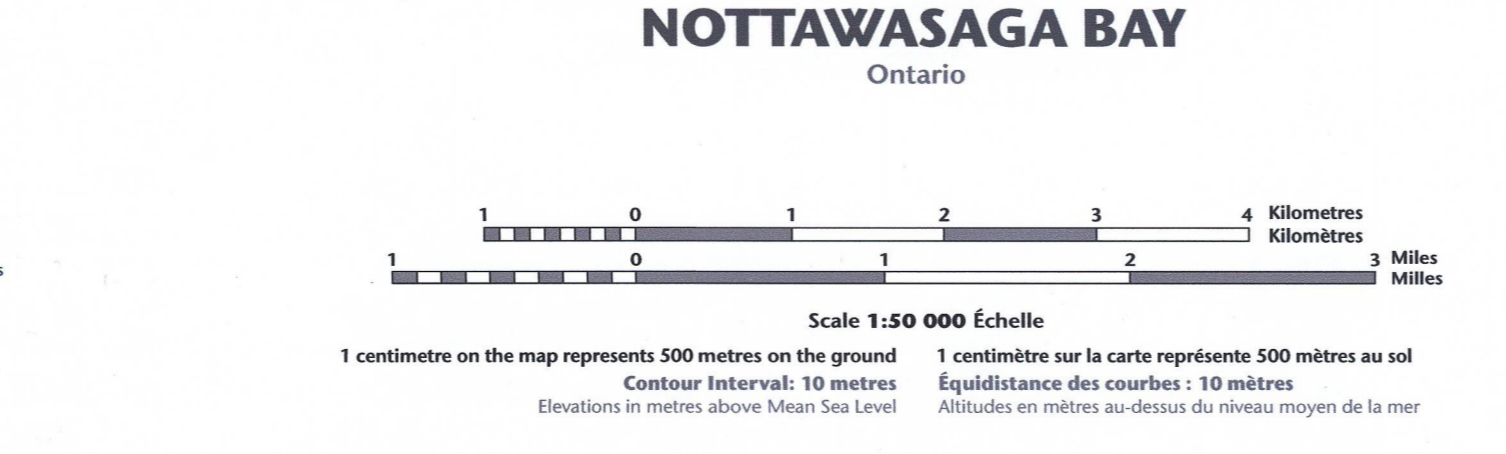 NOTTAWASAGA BAY
Ontario
1 0 1 2 3 4 Kilometres
Kilomètres
1 0 1 2 3 Miles
Milles
s
Scale 1:50 000 Échelle
1 centimetre on the map represents 500 metres on the ground
Contour Interval: 10 metres
Elevations in metres above Mean Sea Level
1 centimètre sur la carte représente 500 mètres au sol
Équidistance des courbes : 10 mètres
Altitudes en mètres au-dessus du niveau moyen de la mer